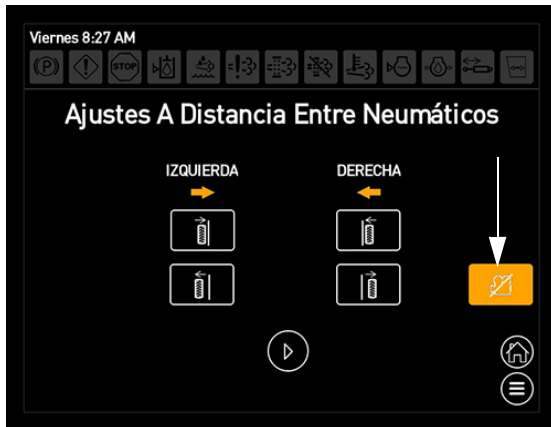 Viernes 8:27 AM
(P) STOP
Ajustes A Distancia Entre Neumáticos
IZQUIERDA DERECHA